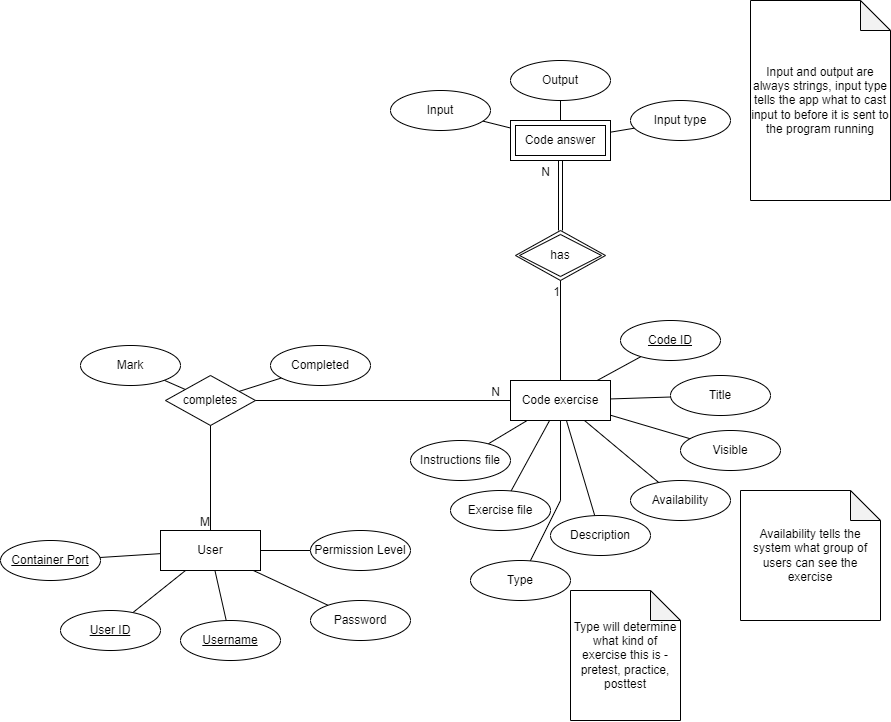 Input and output are
always strings, input type
tells the app what to cast
input to before it is sent to
the program running
Output
Input
Input type
Code answer
N
has
1
Code ID
Mark
Completed
completes
N
Code exercise
Title
Visible
Instructions file
Availability
Exercise file
Description
Type
M
User
Permission Level
Container Port
User ID
Username
Password
Availability tells the
system what group of
users can see the
exercise
Type will determine
what kind of
exercise this is -
pretest, practice,
posttest